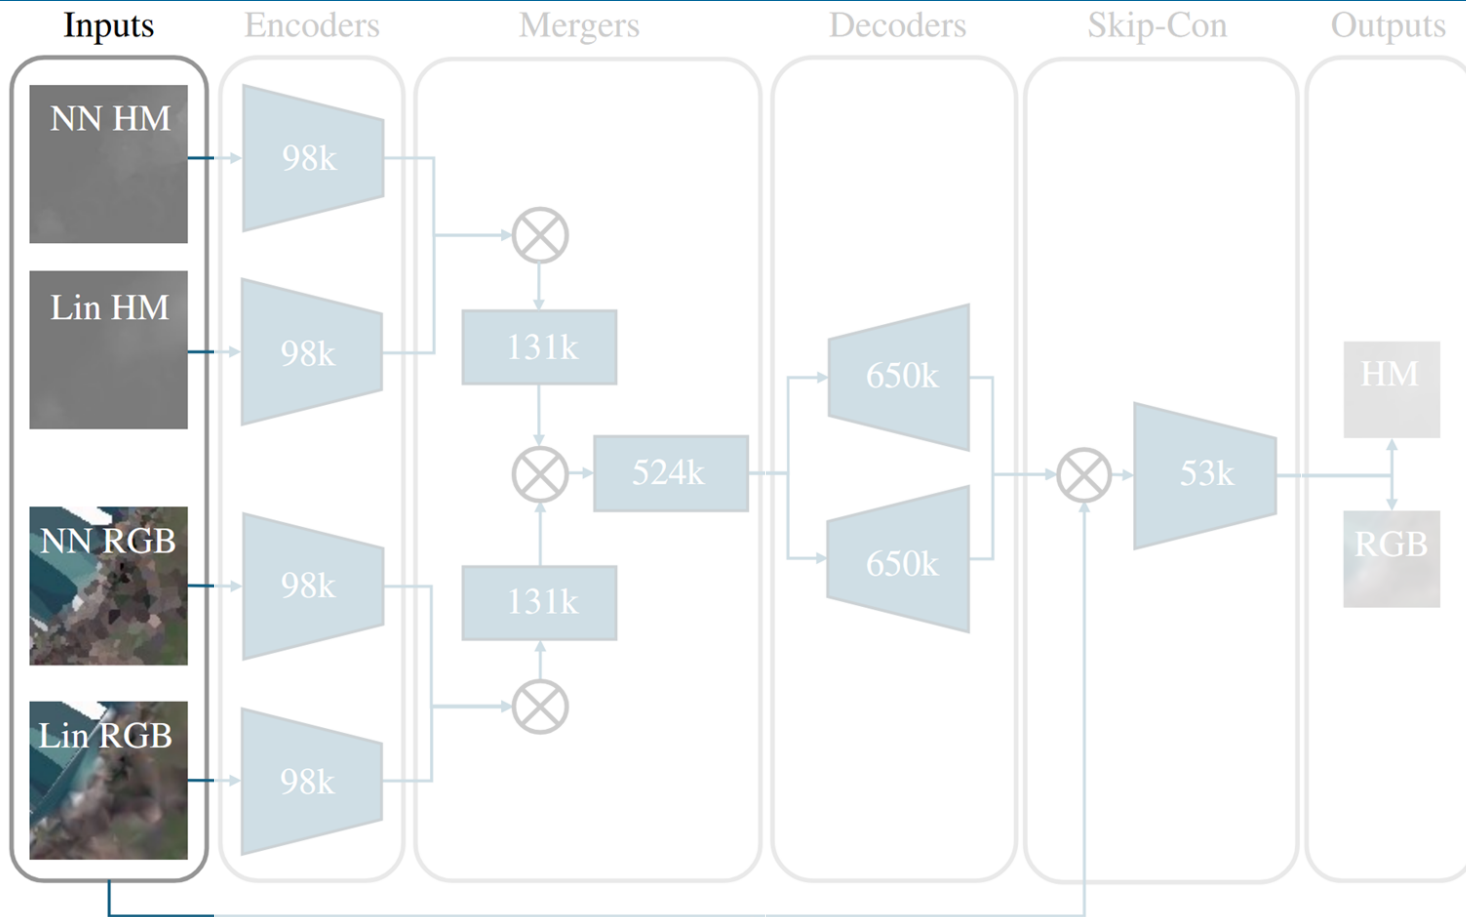 Inputs
Encoders
Mergers
Decoders
Skip-Con
Outputs
NN HM
Lin HM
NN RGB
Lin RGB
98k
98k
98k
98k
131k
524k
131k
650k
650k
53k
HM
RGB